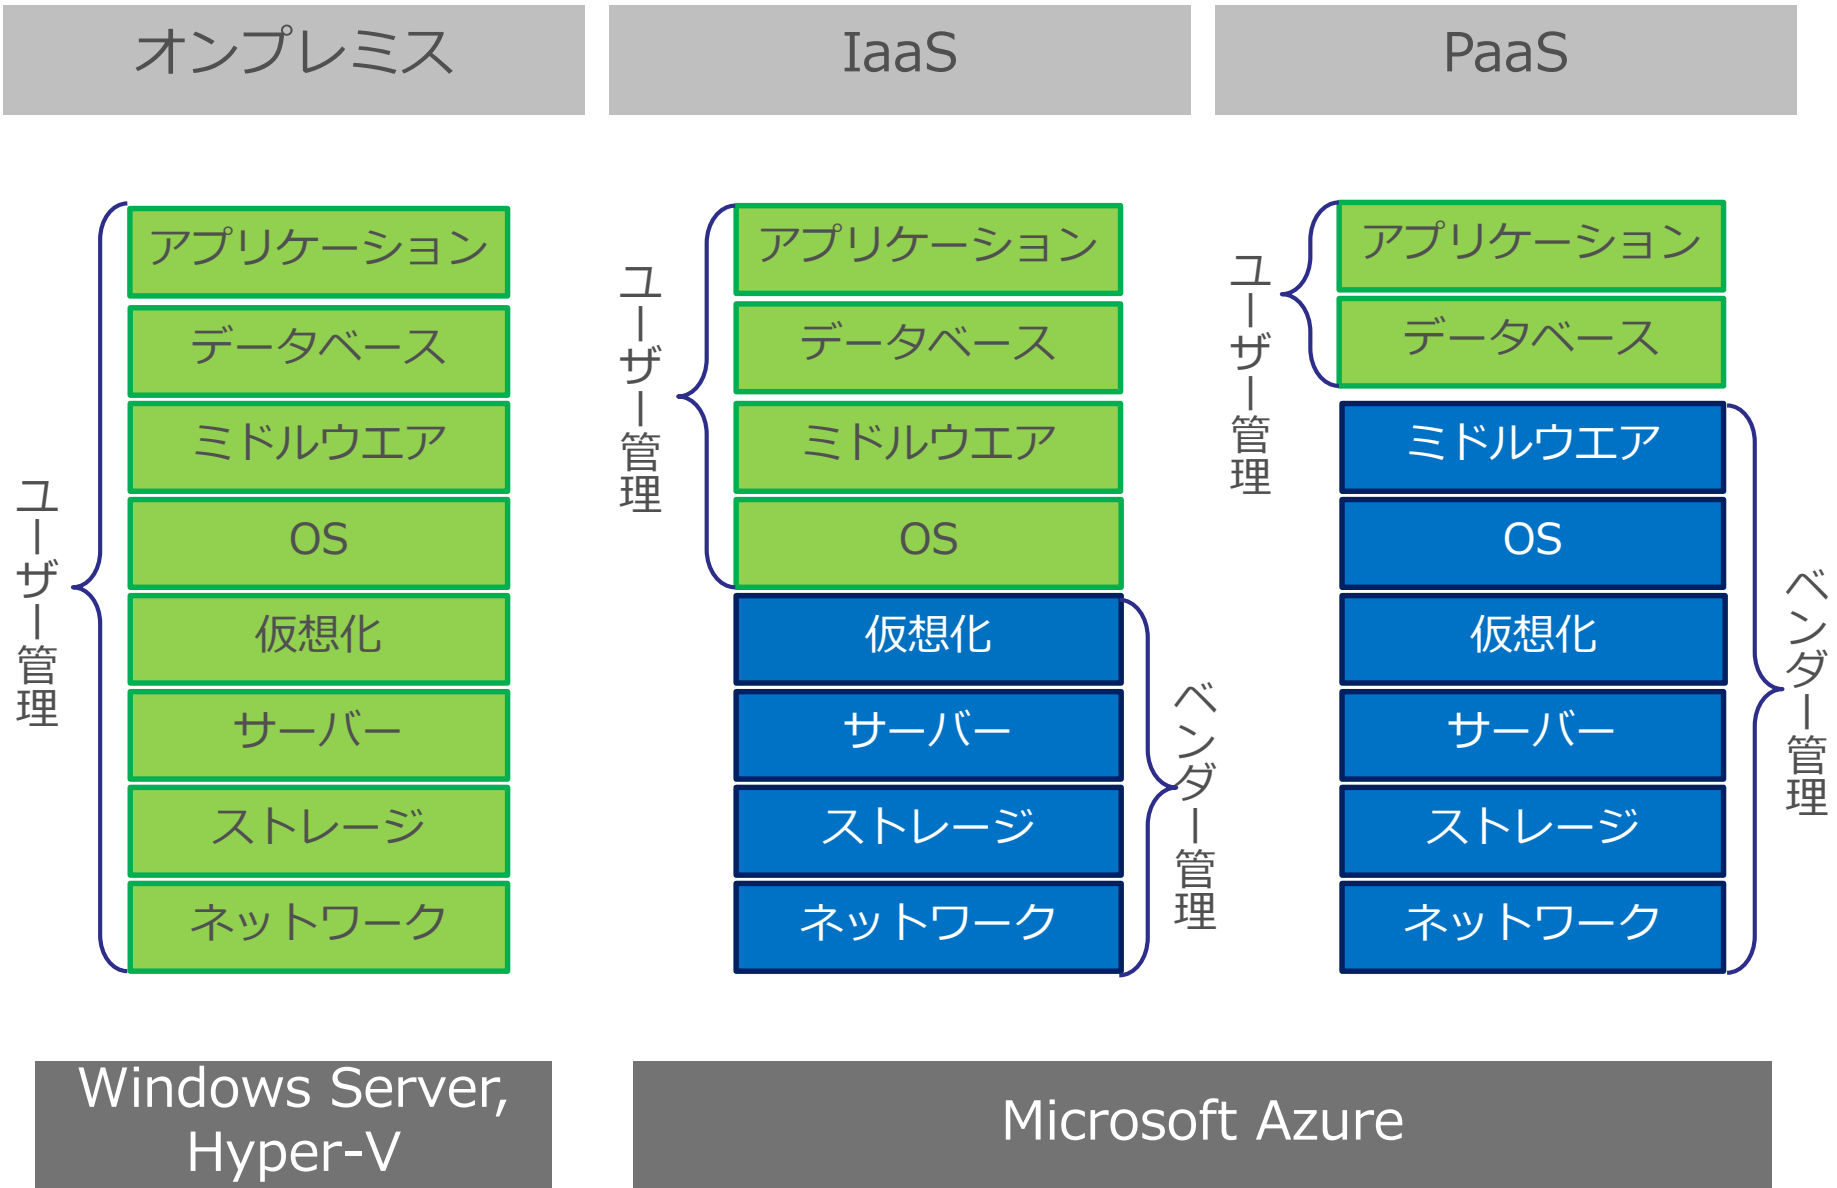 オンプレミス
IaaS
PaaS
ユーザー管理
アプリケーション
データベース
ミドルウエア
OS
仮想化
サーバー
ストレージ
ネットワーク
ユーザー管理
アプリケーション
データベース
ミドルウエア
OS
仮想化
サーバー
ストレージ
ネットワーク
ベンダー管理
ユーザー管理
アプリケーション
データベース
ミドルウエア
OS
仮想化
サーバー
ストレージ
ネットワーク
ベンダー管理
Windows Server,
Hyper-V
Microsoft Azure